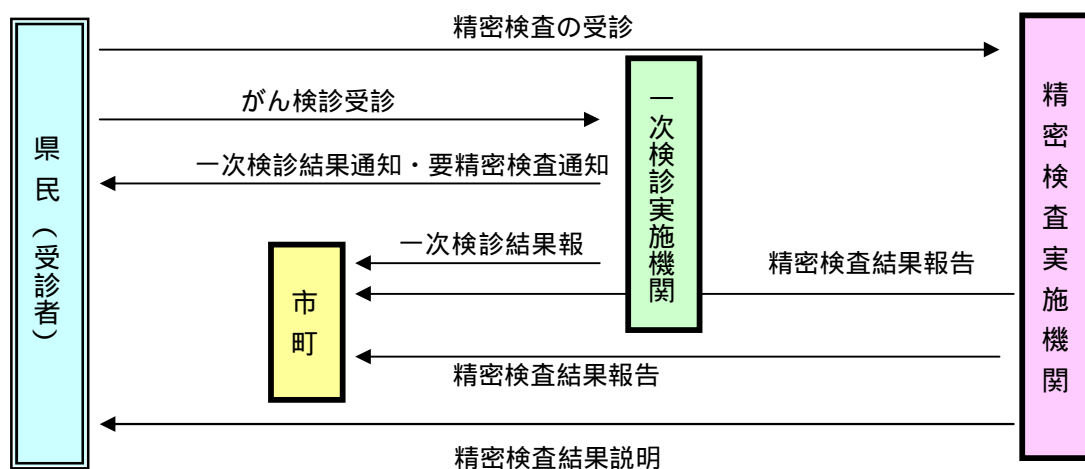 精密検査の受診
がん検診受診
一次検診結果通知・要精密検査通知
一次検診結果報
精密検査結果報告
精密検査結果報告
精密検査結果説明
県民(受診者)
市町
一次検診実施機関
精密検査実施機関